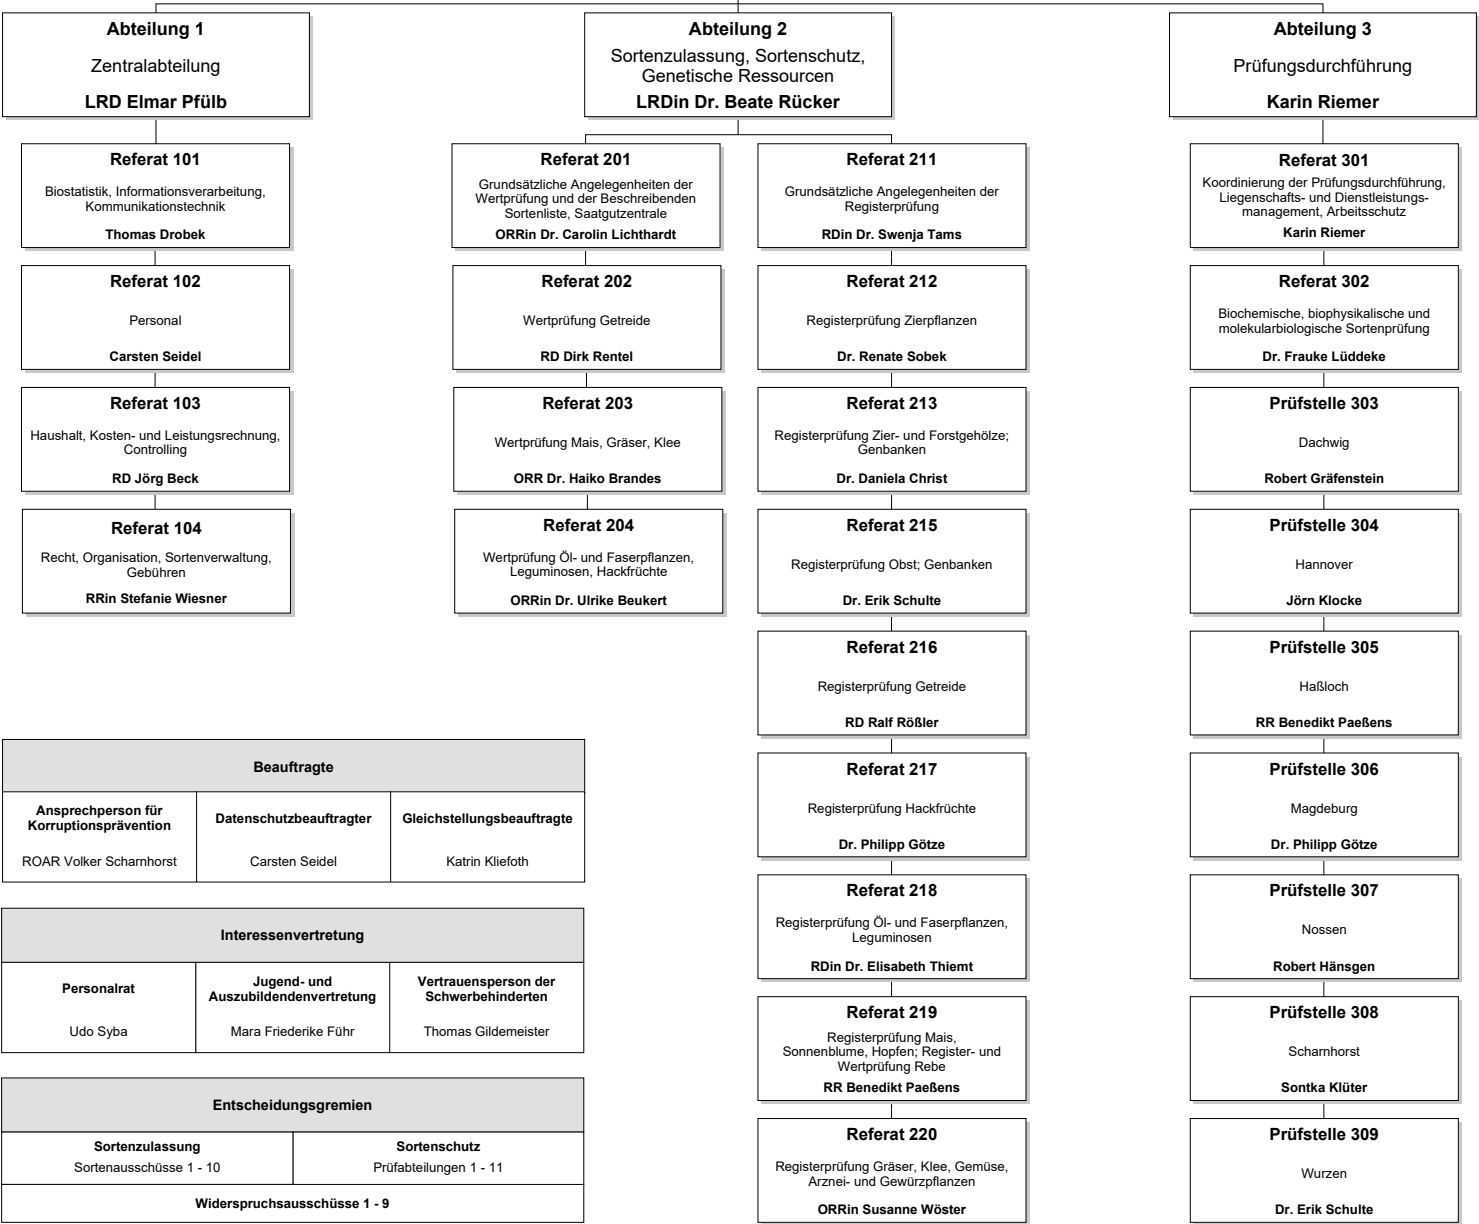 Abteilung 1
Zentralabteilung
LRD Elmar Pfülb
Referat 101
Biostatistik, Informationsverarbeitung,
Kommunikationstechnik
Thomas Drobek
Referat 102
Personal
Carsten Seidel
Referat 103
Haushalt, Kosten- und Leistungsrechnung,
Controlling
RD Jörg Beck
Referat 104
Recht, Organisation, Sortenverwaltung,
Gebühren
RRin Stefanie Wiesner
Abteilung 2
Sortenzulassung, Sortenschutz,
Genetische Ressourcen
LRDin Dr. Beate Rücker
Referat 201
Grundsätzliche Angelegenheiten der
Wertprüfung und der Beschreibenden
Sortenliste, Saatgutzentrale
ORRin Dr. Carolin Lichthardt
Referat 202
Wertprüfung Getreide
RD Dirk Rentel
Referat 203
Wertprüfung Mais, Gräser, Klee
ORR Dr. Haiko Brandes
Referat 204
Wertprüfung Öl- und Faserpflanzen,
Leguminosen, Hackfrüchte
ORRin Dr. Ulrike Beukert
Referat 211
Grundsätzliche Angelegenheiten der
Registerprüfung
RDin Dr. Swenja Tams
Referat 212
Registerprüfung Zierpflanzen
Dr. Renate Sobek
Referat 213
Registerprüfung Zier- und Forstgehölze;
Genbanken
Dr. Daniela Christ
Referat 215
Registerprüfung Obst; Genbanken
Dr. Erik Schulte
Referat 216
Registerprüfung Getreide
RD Ralf Rößler
Referat 217
Registerprüfung Hackfrüchte
Dr. Philipp Götze
Referat 218
Registerprüfung Öl- und Faserpflanzen,
Leguminosen
RDin Dr. Elisabeth Thiemt
Referat 219
Registerprüfung Mais,
Sonnenblume, Hopfen; Register- und
Wertprüfung Rebe
RR Benedikt Paeßens
Referat 220
Registerprüfung Gräser, Klee, Gemüse,
Arznei- und Gewürzpflanzen
ORRin Susanne Wöster
Abteilung 3
Prüfungsdurchführung
Karin Riemer
Referat 301
Koordinierung der Prüfungsdurchführung,
Liegenschafts- und Dienstleistungs-
management, Arbeitsschutz
Karin Riemer
Referat 302
Biochemische, biophysikalische und
molekularbiologische Sortenprüfung
Dr. Frauke Lüddeke
Prüfstelle 303
Dachwig
Robert Gräfenstein
Prüfstelle 304
Hannover
Jörn Klocke
Prüfstelle 305
Haßloch
RR Benedikt Paeßens
Prüfstelle 306
Magdeburg
Dr. Philipp Götze
Prüfstelle 307
Nossen
Robert Hänsgen
Prüfstelle 308
Scharnhorst
Sontka Klüter
Prüfstelle 309
Wurzen
Dr. Erik Schulte
Beauftragte
Ansprechperson für
Korruptionsprävention
ROAR Volker Scharnhorst
Datenschutzbeauftragter
Carsten Seidel
Gleichstellungsbeauftragte
Katrin Kliefoth
Interessenvertretung
Personalrat
Udo Syba
Jugend- und
Auszubildendenvertretung
Mara Friederike Führ
Vertrauensperson der
Schwerbehinderten
Thomas Gildemeister
Entscheidungsgremien
Sortenzulassung
Sortenausschüsse 1 - 10
Sortenschutz
Prüfabteilungen 1 - 11
Widerspruchsausschüsse 1 - 9